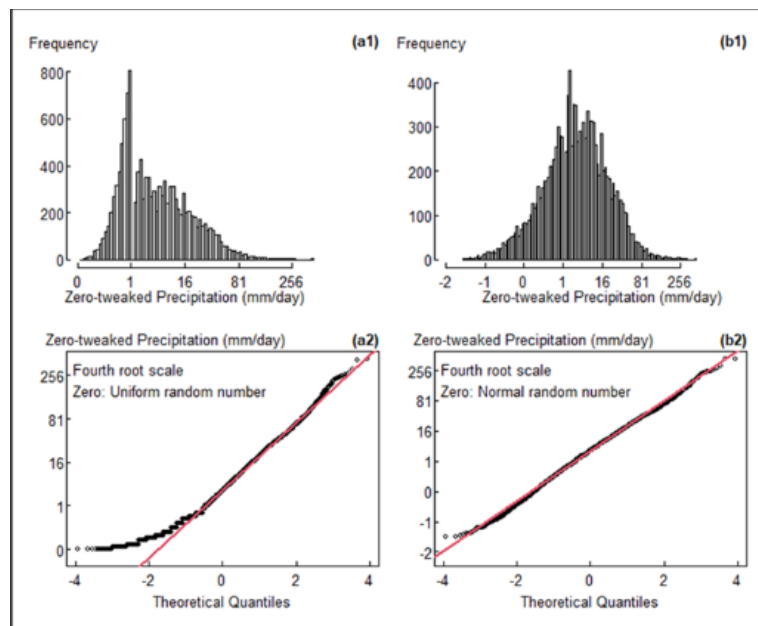 Frequency (a1)
800
600
400
200
0
0 1 16 81 256
Zero-tweaked Precipitation (mm/day)
Frequency (b1)
400
300
200
100
0
-2 -1 0 1 16 81 256
Zero-tweaked Precipitation (mm/day)
Zero-tweaked Precipitation (mm/day) (a2)
Fourth root scale
Zero: Uniform random number
256
81
16
1
0
-4 -2 0 2 4
Theoretical Quantiles
Zero-tweaked Precipitation (mm/day) (b2)
Fourth root scale
Zero: Normal random number
256
81
16
1
0
-1
-2
-4 -2 0 2 4
Theoretical Quantiles